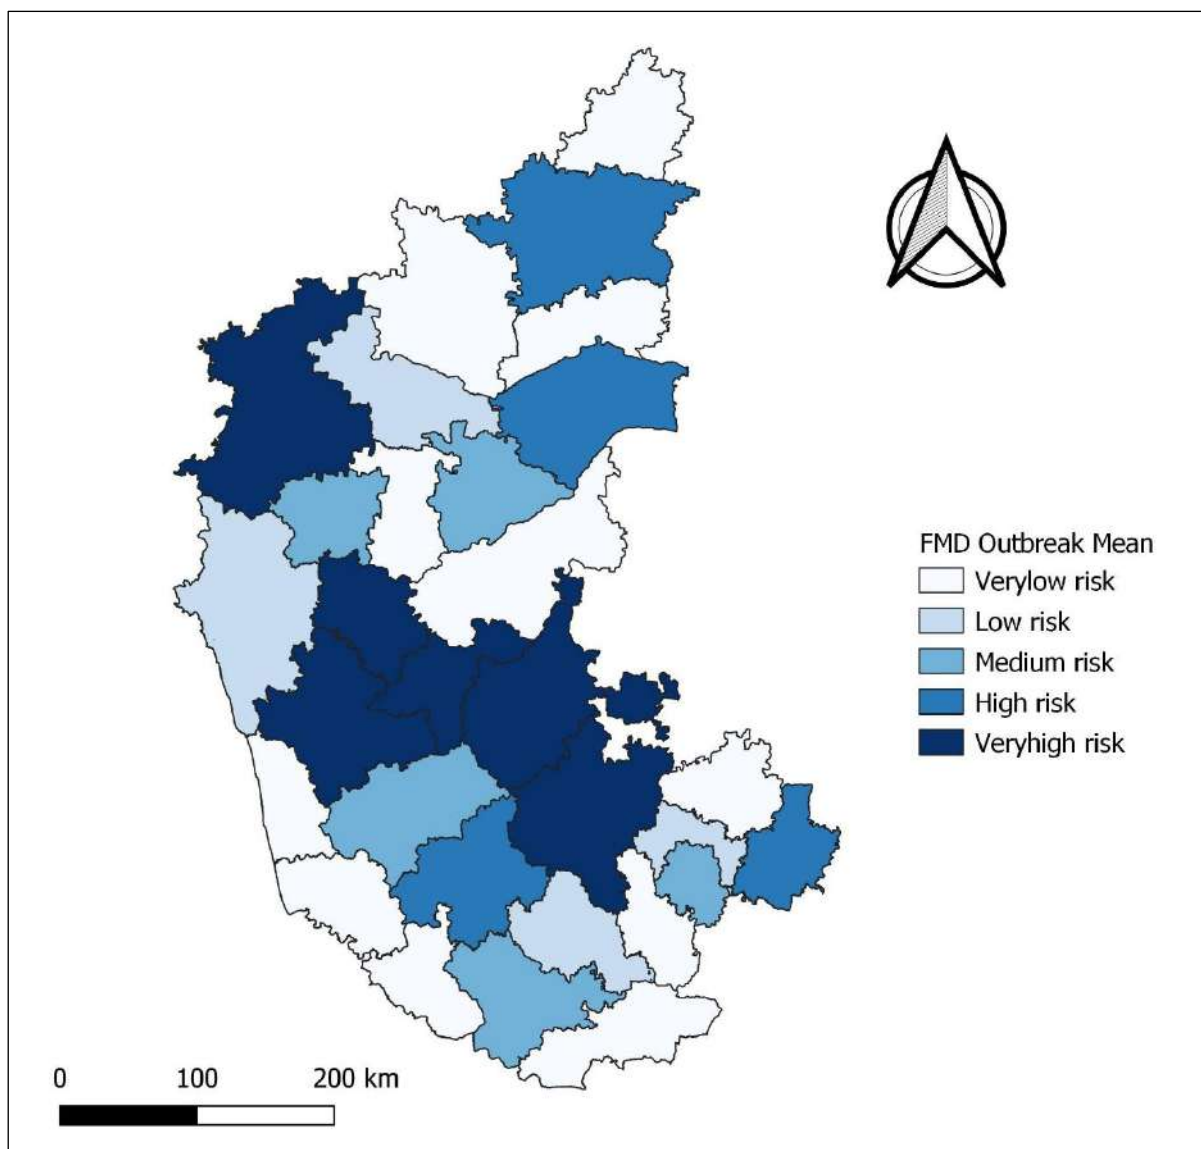 FMD Outbreak Mean
Verylow risk
Low risk
Medium risk
High risk
Veryhigh risk
0 100 200 km